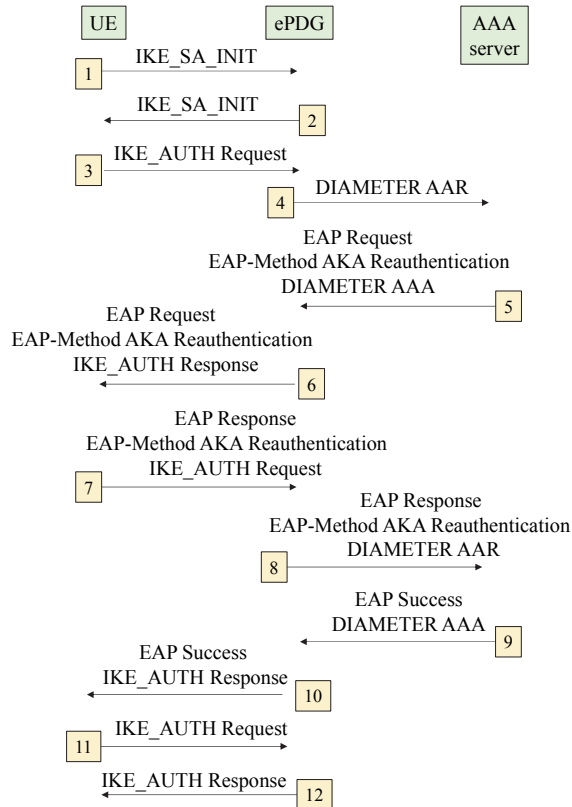 UE
ePDG
AAA
server
IKE_SA_INIT
1
IKE_SA_INIT
2
IKE_AUTH Request
3
DIAMETER AAR
4
EAP Request
EAP-Method AKA Reauthentication
DIAMETER AAA
5
EAP Request
EAP-Method AKA Reauthentication
IKE_AUTH Response
6
EAP Response
EAP-Method AKA Reauthentication
IKE_AUTH Request
7
EAP Response
EAP-Method AKA Reauthentication
DIAMETER AAR
8
EAP Success
DIAMETER AAA
9
EAP Success
IKE_AUTH Response
10
IKE_AUTH Request
11
IKE_AUTH Response
12